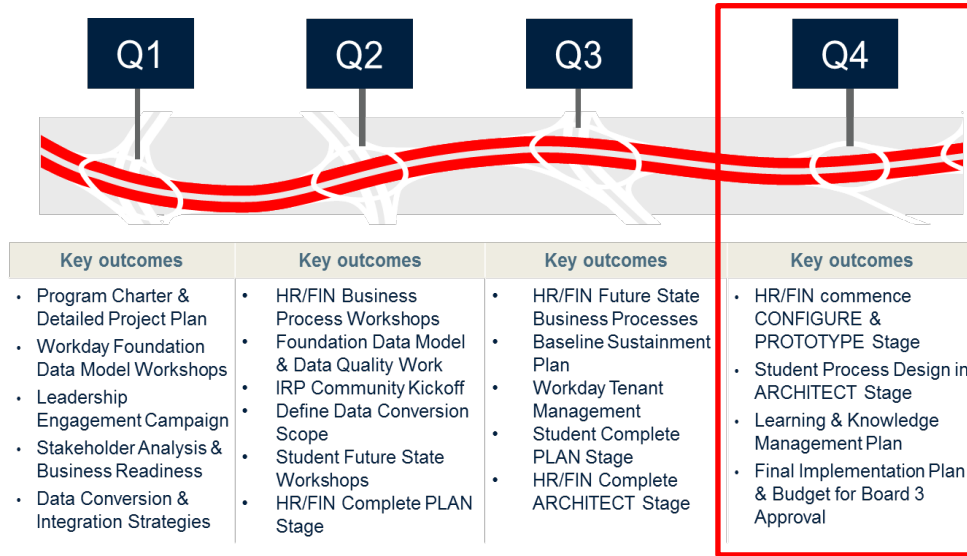 Q1
Q2
Q3
Q4
Key outcomes
• Program Charter &
Detailed Project Plan
• Workday Foundation
Data Model Workshops
• Leadership
Engagement Campaign
• Stakeholder Analysis &
Business Readiness
• Data Conversion &
Integration Strategies
Key outcomes
• HR/FIN Business
Process Workshops
• Foundation Data Model
& Data Quality Work
• IRP Community Kickoff
• Define Data Conversion
Scope
• Student Future State
Workshops
• HR/FIN Complete PLAN
Stage
Key outcomes
• HR/FIN Future State
Business Processes
• Baseline Sustainment
Plan
• Workday Tenant
Management
• Student Complete
PLAN Stage
• HR/FIN Complete
ARCHITECT Stage
Key outcomes
• HR/FIN commence
CONFIGURE &
PROTOTYPE Stage
• Student Process Design in
ARCHITECT Stage
• Learning & Knowledge
Management Plan
• Final Implementation Plan
& Budget for Board 3
Approval